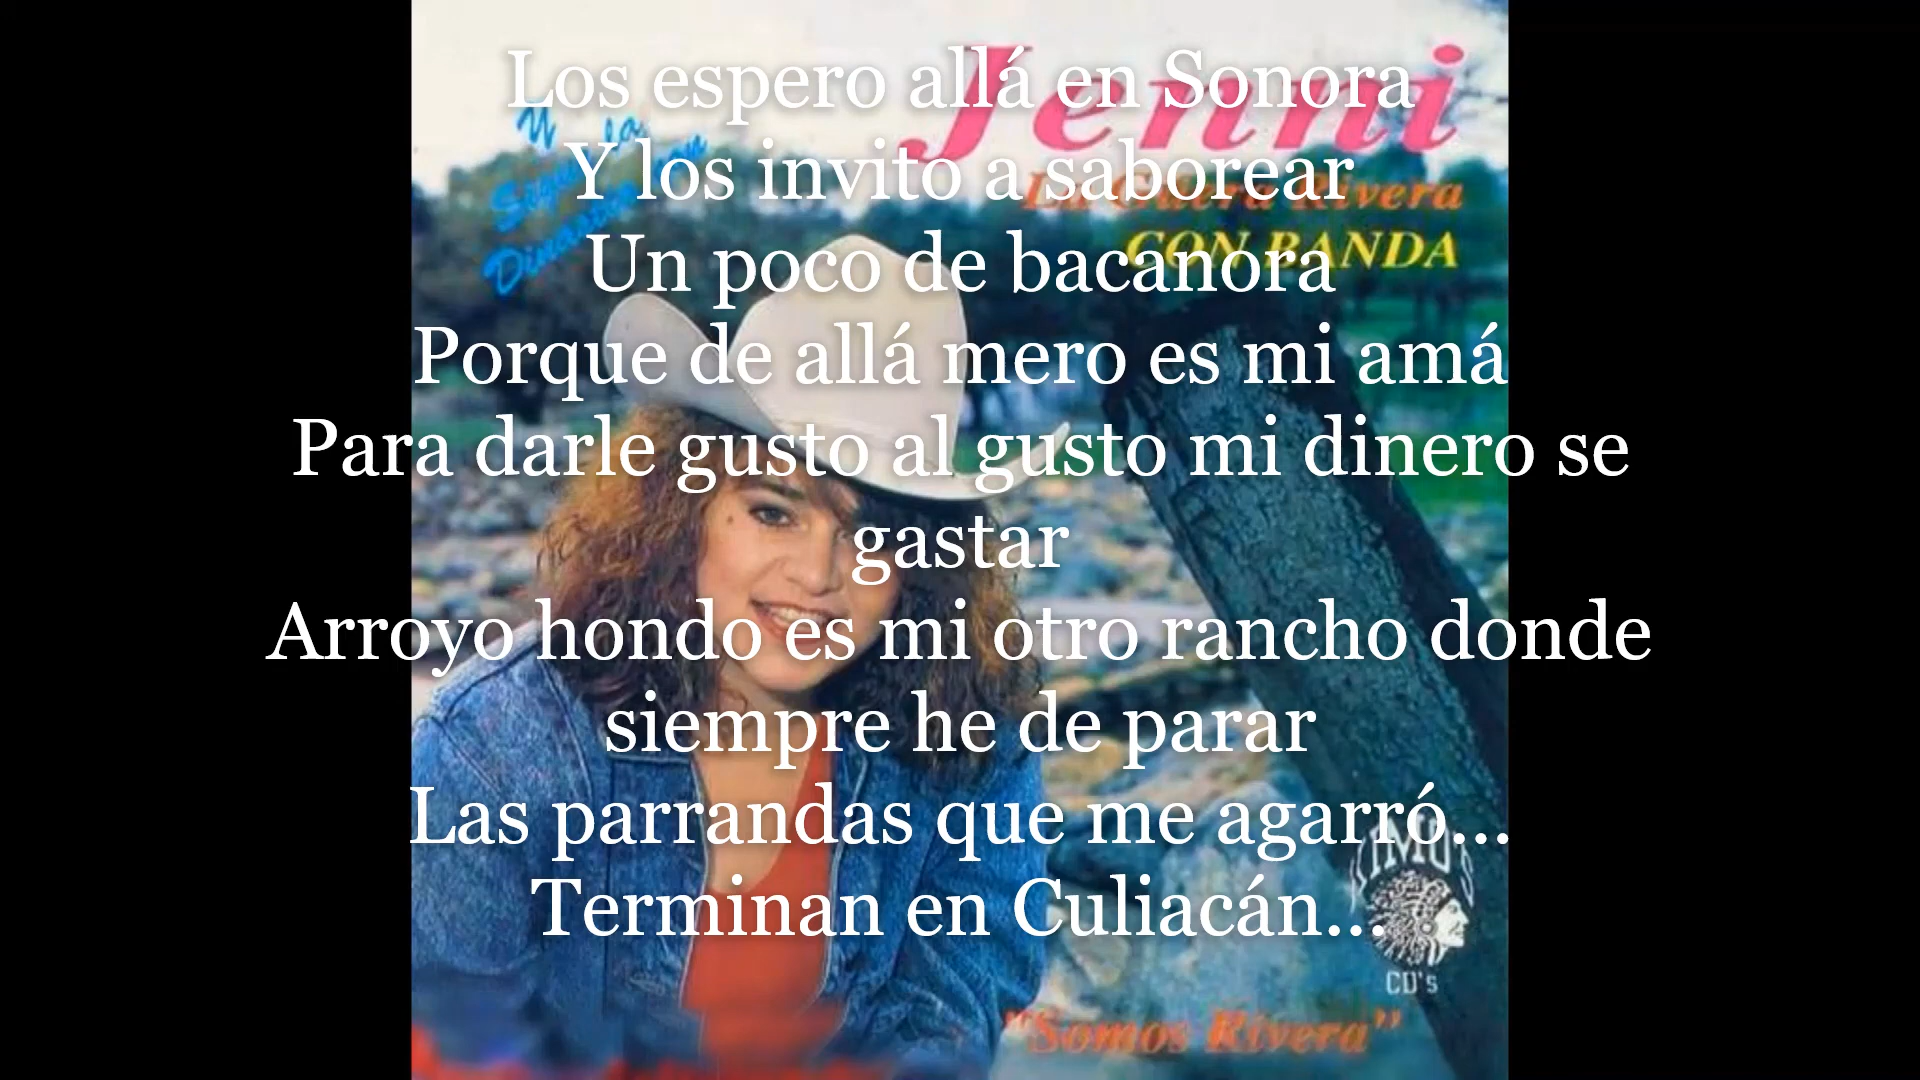 Los espero allá en Sonora
Y los invito a saborear
Un poco de bacanora
Porque de allá mero es mi amá
Para darle gusto al gusto mi dinero se
gastar
Arroyo hondo es mi otro rancho donde
siempre he de parar
Las parrandas que me agarró...
Terminan en Culiacán...
Jenni
Rivera
CON BANDA
CD's
"Somos Rivera"